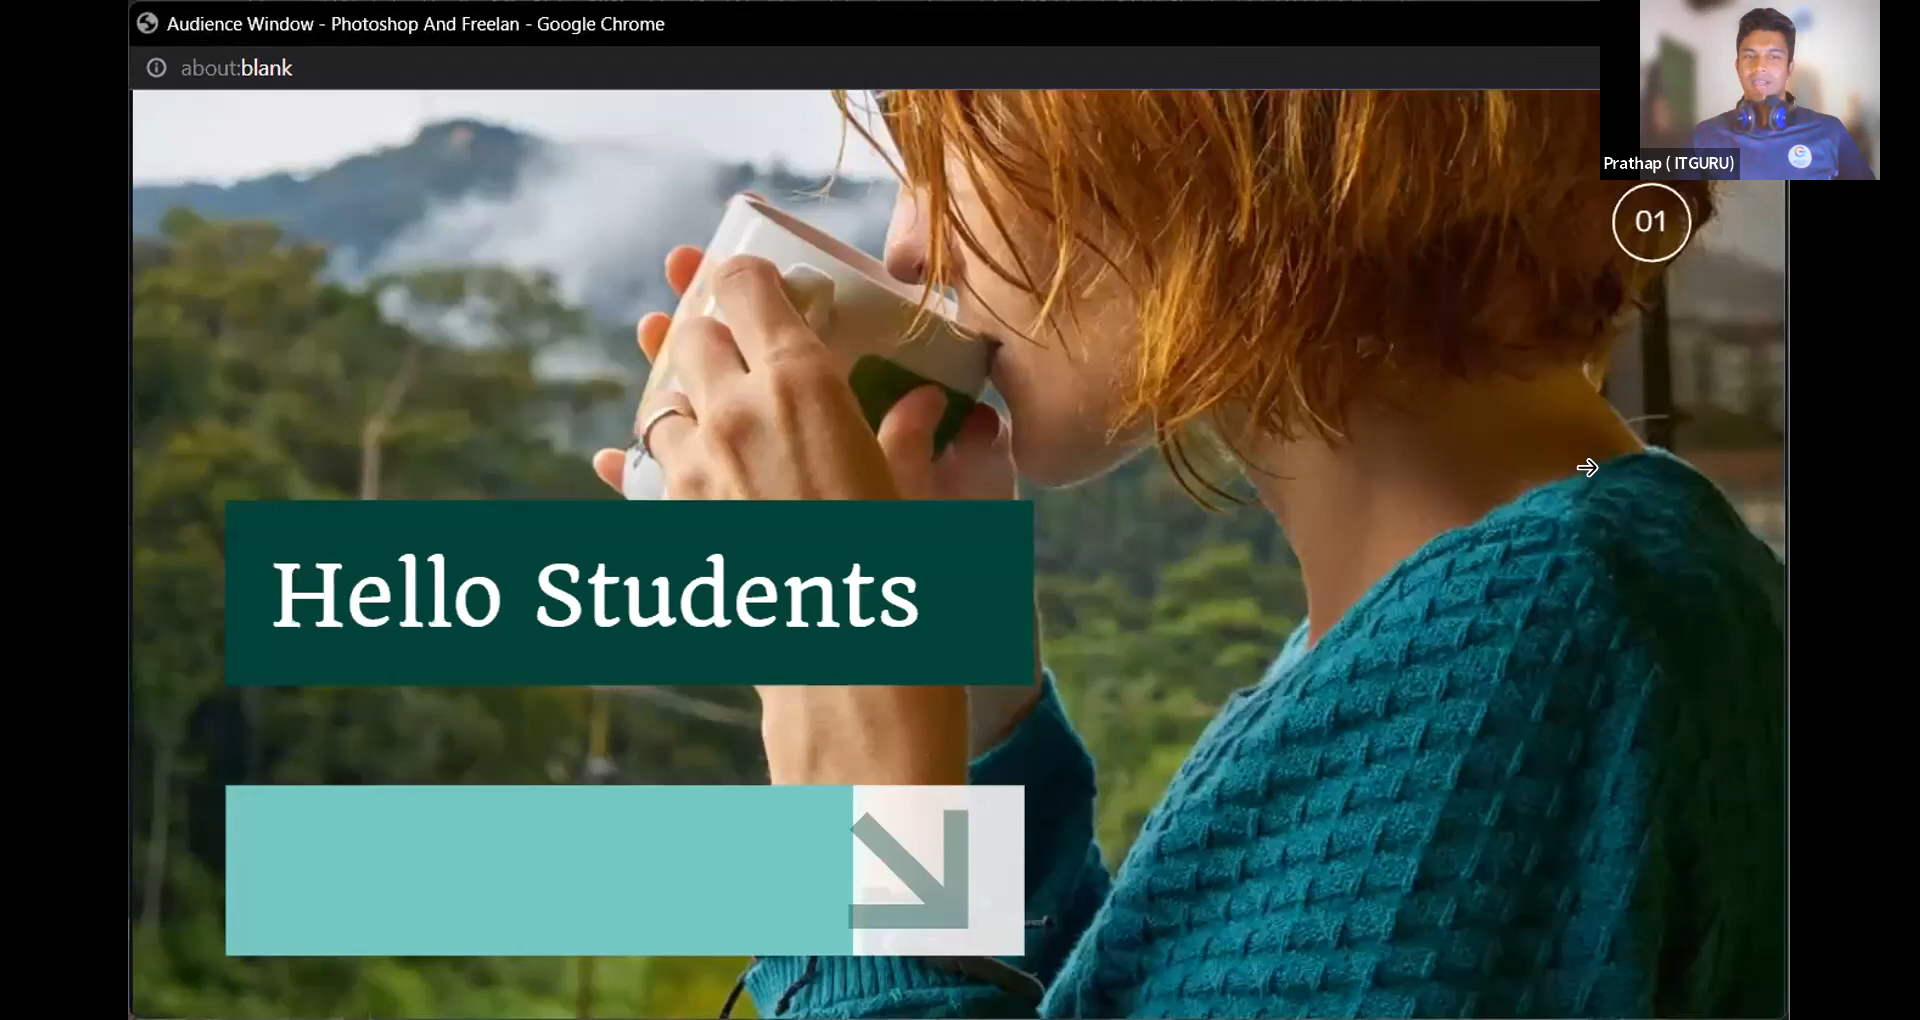 Audience Window - Photoshop And Freelan - Google Chrome
about:blank
Prathap ( ITGURU)
01
Hello Students